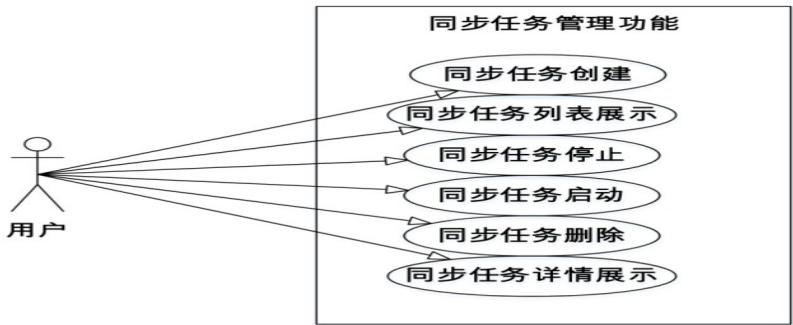 同步任务管理功能
同步任务创建
同步任务列表展示
同步任务停止
同步任务启动
同步任务删除
同步任务详情展示
用户